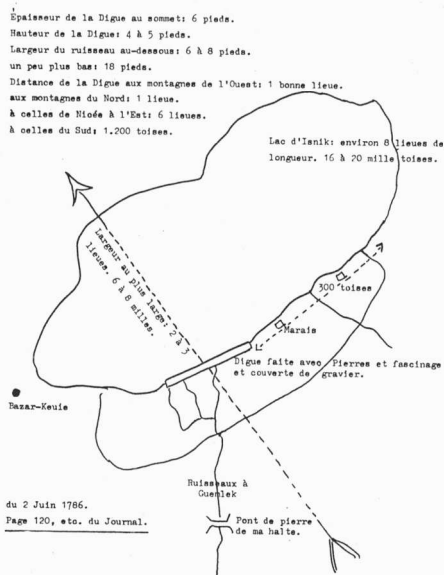 Epaisseur de la Digue au sommet: 6 pieds.
Hauteur de la Digue: 4 à 5 pieds.
Largeur du ruisseau au-dessous: 6 à 8 pieds.
un peu plus bas: 18 pieds.
Distance de la Digue aux montagnes de l'Ouest: 1 bonne lieue.
aux montagnes du Nord: 1 lieue.
à celles de Nicée à l'Est: 6 lieues.
à celles du Sud: 1.200 toises.
Lac d'Isnik: environ 8 lieues de
longueur. 16 à 20 mille toises.
Largeur au plus large: 2 à 3
lieues. 6 à 8 milles.
300 toises
Marais
Digue faite avec Pierres et fascinage
et couverte de gravier.
Bazar-Keuie
Ruisseaux à
Guemlek
du 2 Juin 1786.
Page 120, etc. du Journal.
Pont de pierre
de ma halte.